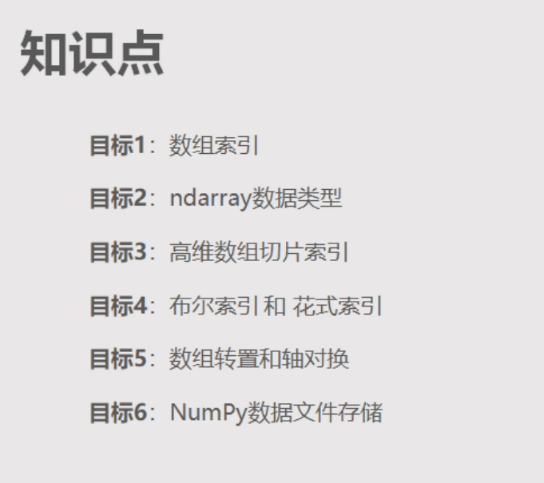 知识点
目标1：数组索引
目标2：ndarray数据类型
目标3：高维数组切片索引
目标4：布尔索引 和 花式索引
目标5：数组转置和轴对换
目标6：NumPy数据文件存储